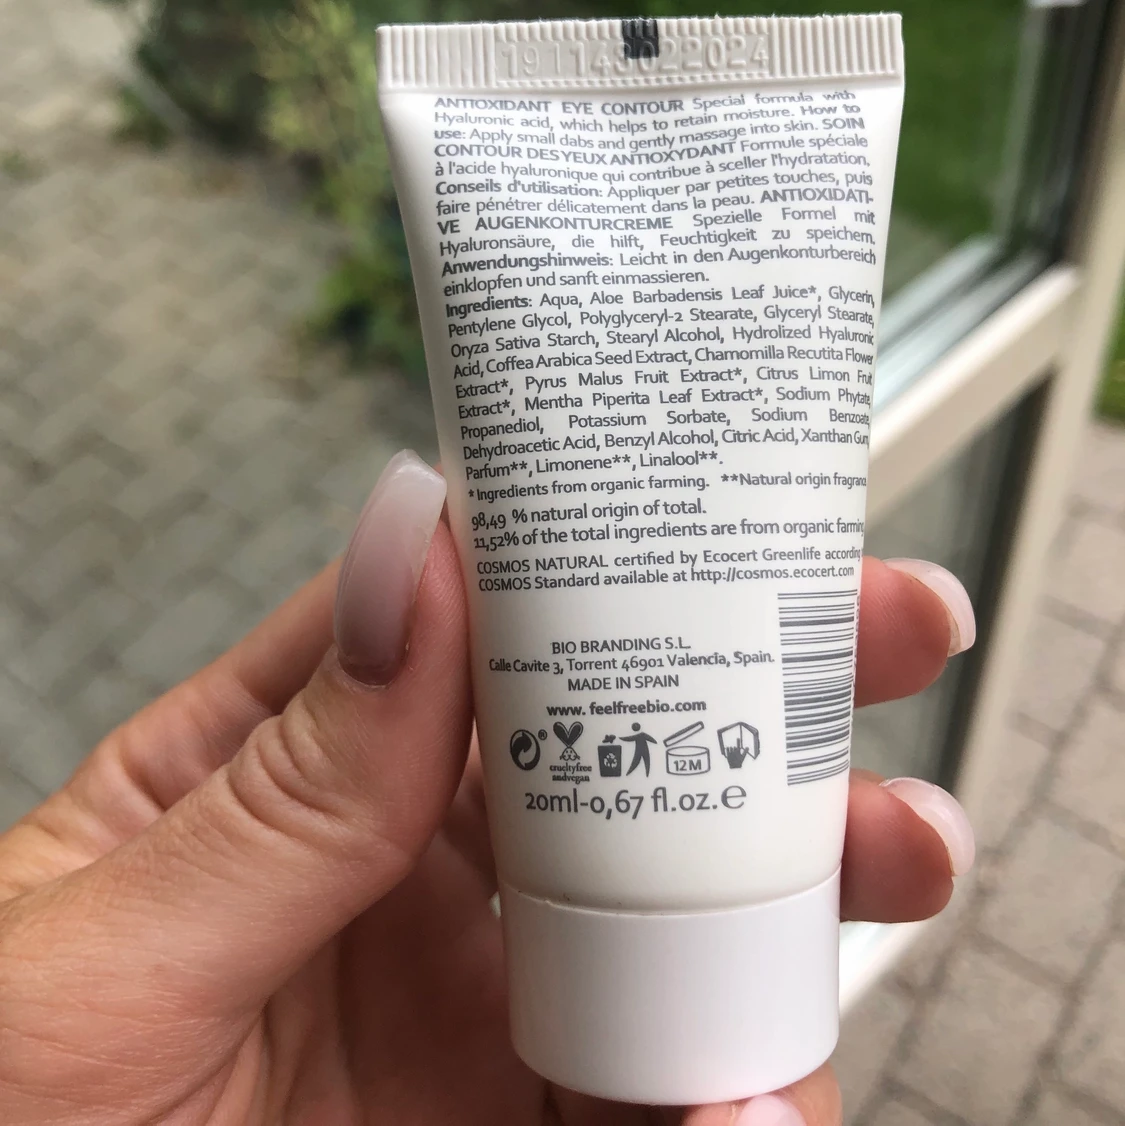 022024
ANTIOXIDANT EYE CONTOUR Special formula with
Hyaluronic acid, which helps to retain moisture. How to
use: Apply small dabs and gently massage into skin. SOIN
CONTOUR DES YEUX ANTIOXYDANT Formule spéciale
à l'acide hyaluronique qui contribue à sceller l'hydratation,
Conseils d'utilisation: Appliquer par petites touches, puis
faire pénétrer délicatement dans la peau. ANTIOXIDATI-
VE AUGENKONTURCREME Spezielle Formel mit
Hyaluronsäure, die hilft, Feuchtigkeit zu speichern.
Anwendungshinweis: Leicht in den Augenkonturbereich
einklopfen und sanft einmassieren.
Ingredients: Aqua, Aloe Barbadensis Leaf Juice*, Glycerin,
Pentylene Glycol, Polyglyceryl-2 Stearate, Glyceryl Stearate,
Oryza Sativa Starch, Stearyl Alcohol, Hydrolized Hyaluronic
Acid, Coffea Arabica Seed Extract, Chamomilla Recutita Flower
Extract*, Pyrus Malus Fruit Extract*, Citrus Limon Fruit
Extract*, Mentha Piperita Leaf Extract*, Sodium Phytate,
Propanediol, Potassium Sorbate, Sodium Benzoate,
Dehydroacetic Acid, Benzyl Alcohol, Citric Acid, Xanthan Gum,
Parfum**, Limonene**, Linalool**.
* Ingredients from organic farming. **Natural origin fragrance
98,49 % natural origin of total.
11,52% of the total ingredients are from organic farming
COSMOS NATURAL certified by Ecocert Greenlife according
COSMOS Standard available at http://cosmos.ecocert.com
BIO BRANDING S.L.
Calle Cavite 3, Torrent 46901 Valencia, Spain.
MADE IN SPAIN
www. feelfreebio.com
®
crueltyfree
andvegan
12M
20ml-0,67 fl.oz.e